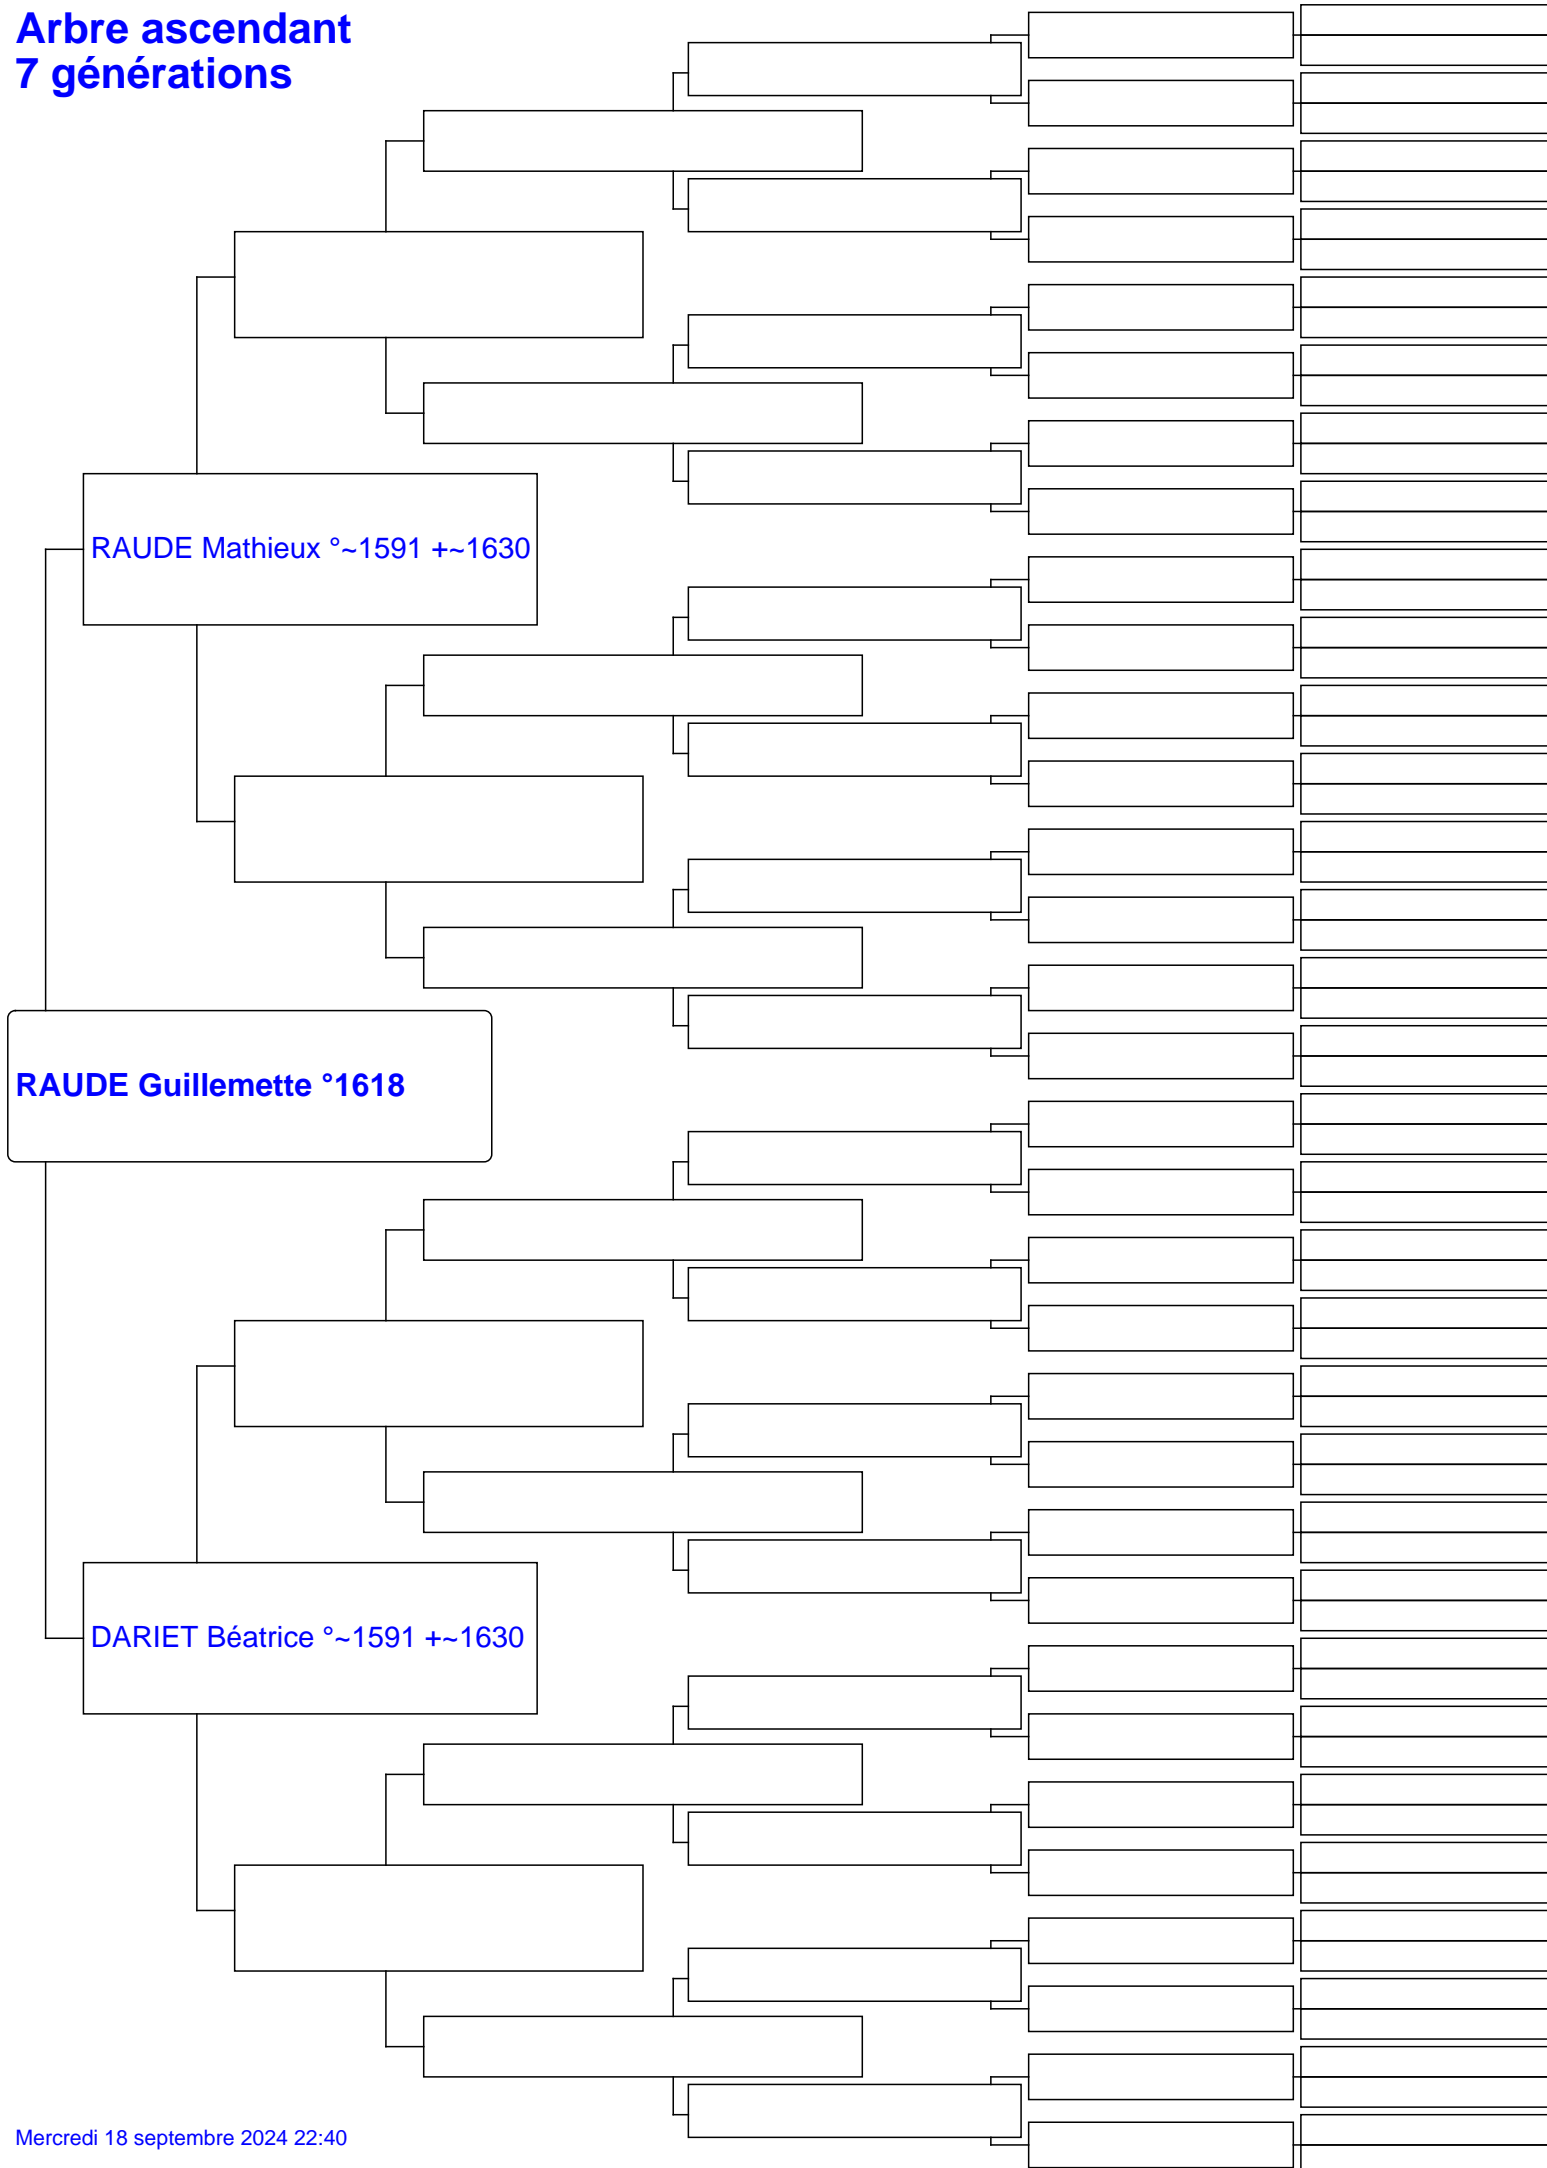 Arbre ascendant
7 générations
RAUDE Mathieux °~1591 +~1630
RAUDE Guillemette °1618
DARIET Béatrice °~1591 +~1630
Mercredi 18 septembre 2024 22:40